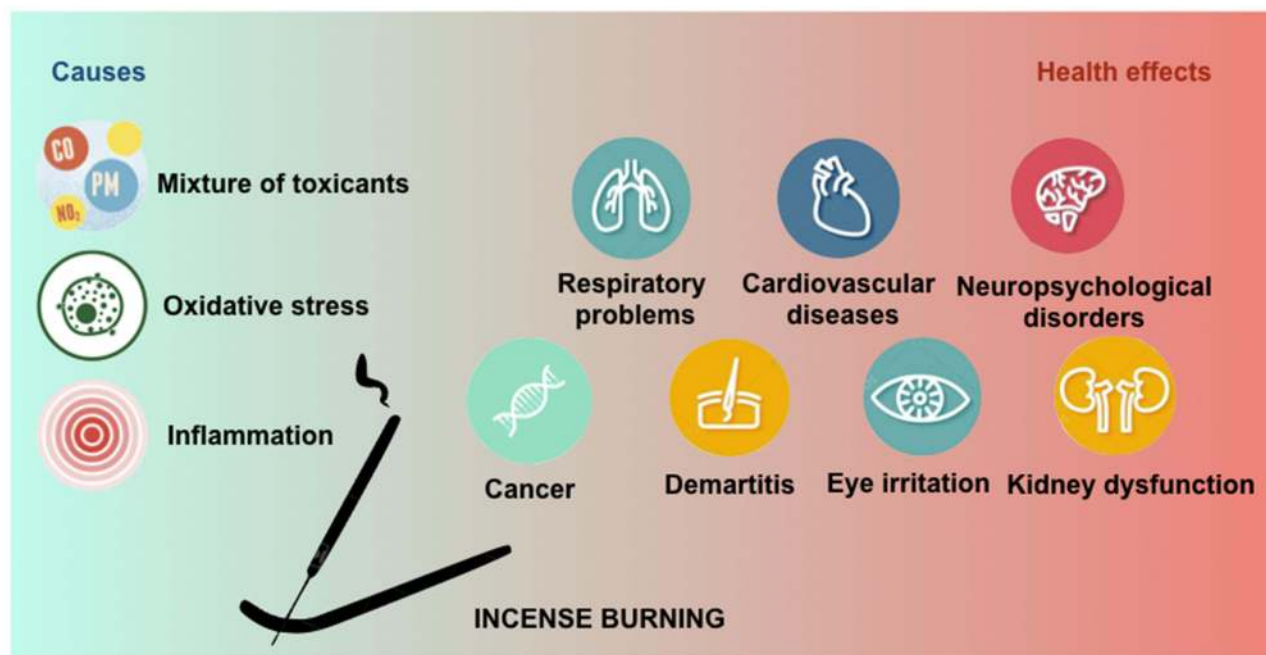 Causes
Health effects
CO
PM
NO₂
Mixture of toxicants
Oxidative stress
Inflammation
Respiratory
problems
Cardiovascular
diseases
Neuropsychological
disorders
Cancer
Demartitis
Eye irritation
Kidney dysfunction
INCENSE BURNING